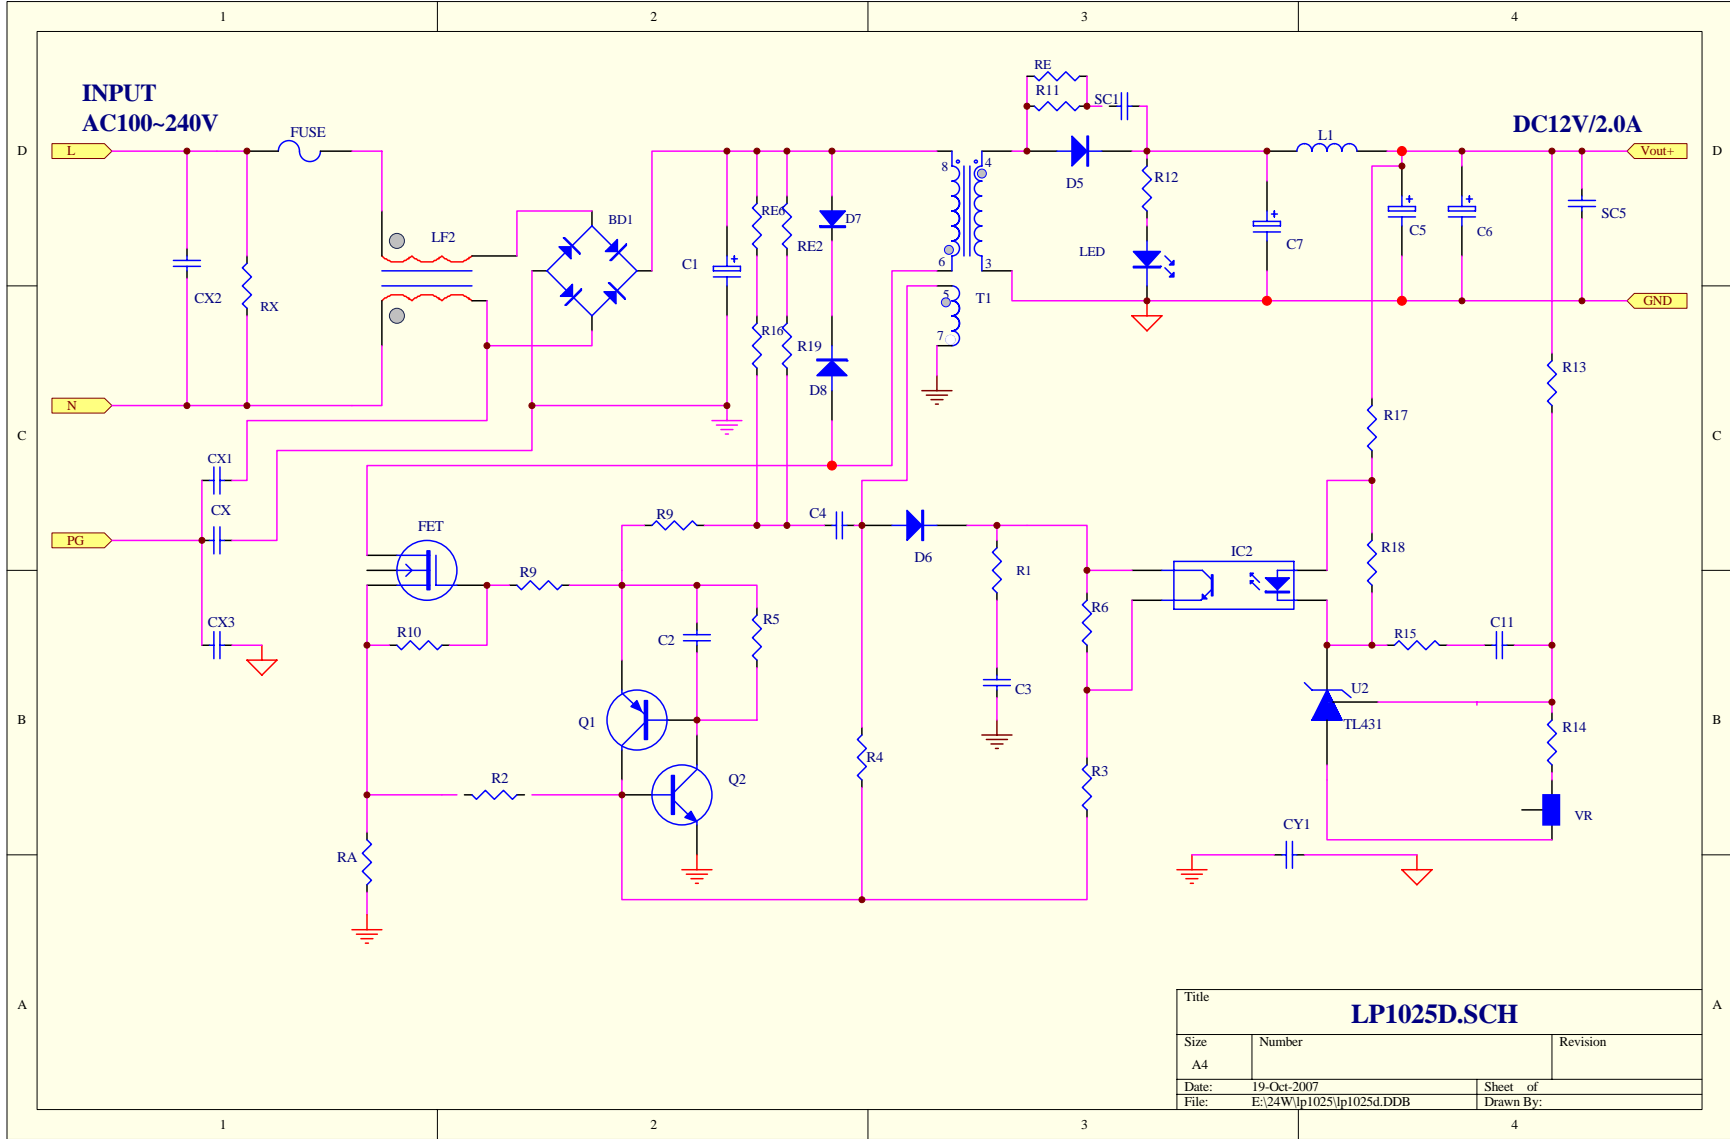 1 2 3 4
INPUT
AC100~240V
DC12V/2.0A
D D
L
FUSE
RE
R11
SC1
D5
R12
L1
Vout+
8 4
6 3
5
7
T1
CX2
RX
LF2
BD1
C1
RE6
RE2
D7
R16
R19
D8
LED
C7
C5
C6
SC5
GND
N
R13
C C
R17
CX1
CX
PG
FET
R9
C4
D6
R9
R1
IC2
R18
R10
CX3
C2
R5
R6
R15
C11
C3
B B
Q1
U2
TL431
R14
R2
Q2
R4
R3
VR
CY1
RA
A A
Title
LP1025D.SCH
Size
Number
Revision
A4
Date: 19-Oct-2007
Sheet of
File: E:\24W\lp1025\lp1025d.DDB
Drawn By:
1 2 3 4